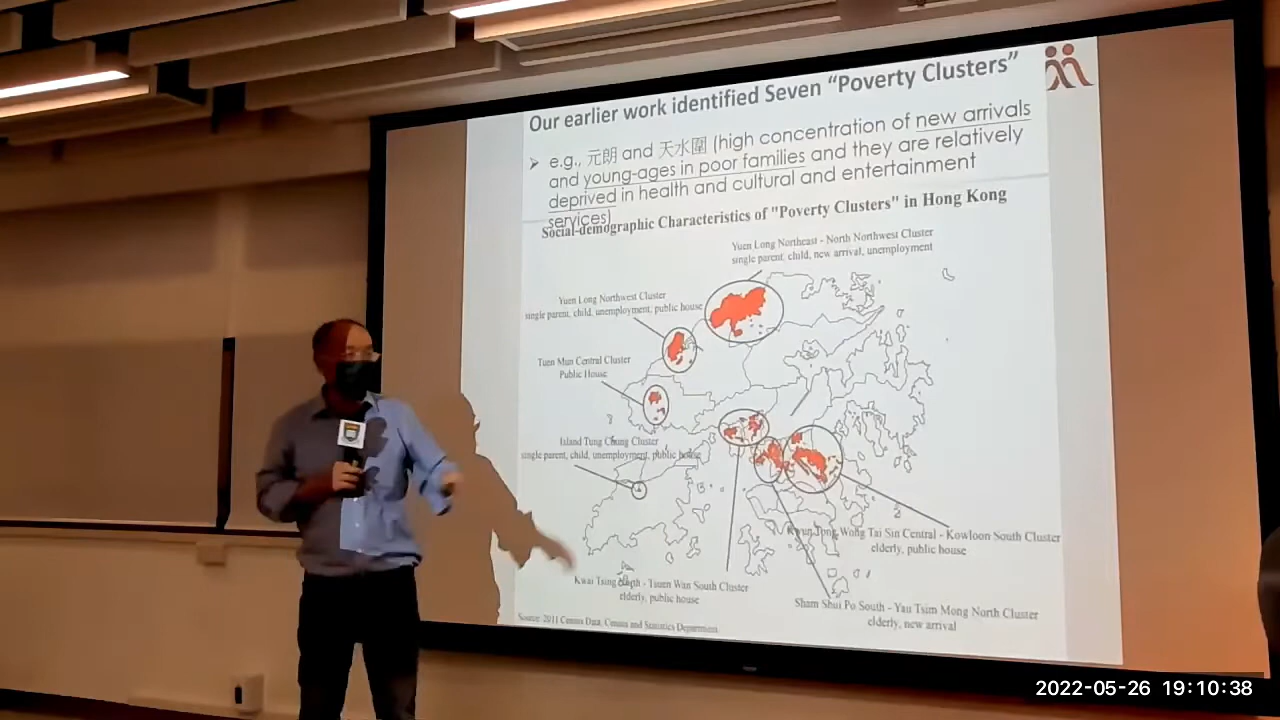 Our earlier work identified Seven “Poverty Clusters”
➢ e.g., 元朗 and 天水圍 (high concentration of new arrivals
and young-ages in poor families and they are relatively
deprived in health and cultural and entertainment
services)
Social-demographic Characteristics of "Poverty Clusters" in Hong Kong
Yuen Long Northeast - North Northwest Cluster
single parent, child, new arrival, unemployment
Yuen Long Northwest Cluster
single parent, child, unemployment, public house
Tuen Mun Central Cluster
Public House
Island Tung Chung Cluster
single parent, child, unemployment, public house
Kwun Tong, Wong Tai Sin Central - Kowloon South Cluster
elderly, public house
Kwai Tsing North - Tsuen Wan South Cluster
elderly, public house
Sham Shui Po South - Yau Tsim Mong North Cluster
elderly, new arrival
Source: 2011 Census Data, Census and Statistics Department
2022-05-26 19:10:38